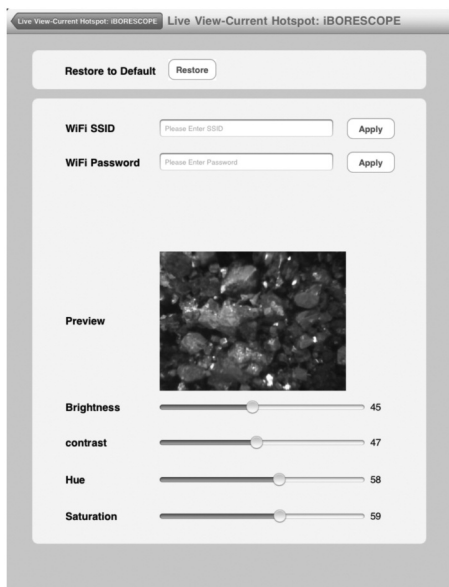 Live View-Current Hotspot: iBORESCOPE
Live View-Current Hotspot: iBORESCOPE
Restore to Default
Restore
WiFi SSID
Please Enter SSID
Apply
WiFi Password
Please Enter Password
Apply
Preview
Brightness
45
contrast
47
Hue
58
Saturation
59